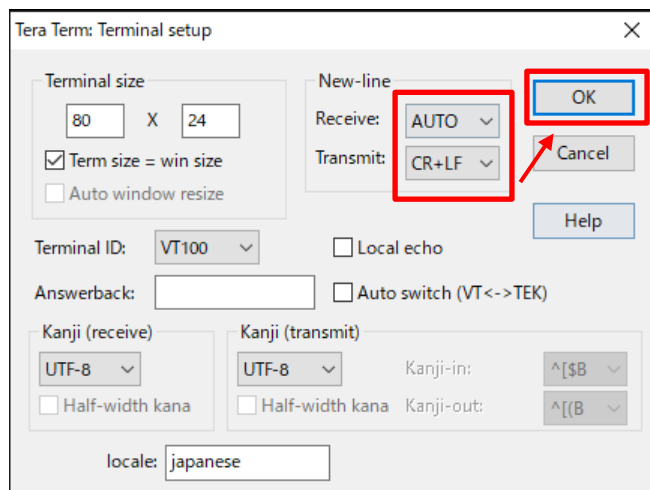 Tera Term: Terminal setup
Terminal size
80 X 24
Term size = win size
Auto window resize
New-line
Receive: AUTO
Transmit: CR+LF
OK
Cancel
Help
Terminal ID: VT100
Local echo
Answerback:
Auto switch (VT<->TEK)
Kanji (receive)
UTF-8
Half-width kana
Kanji (transmit)
UTF-8
Kanji-in: ^[$B
Half-width kana
Kanji-out: ^[(B
locale: japanese